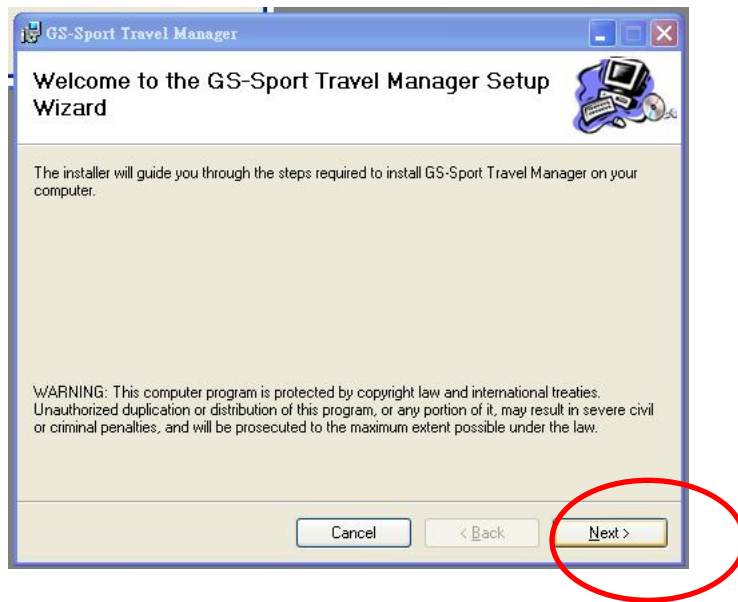 GS-Sport Travel Manager
Welcome to the GS-Sport Travel Manager Setup
Wizard
The installer will guide you through the steps required to install GS-Sport Travel Manager on your
computer.
WARNING: This computer program is protected by copyright law and international treaties.
Unauthorized duplication or distribution of this program, or any portion of it, may result in severe civil
or criminal penalties, and will be prosecuted to the maximum extent possible under the law.
Cancel
< Back
Next >